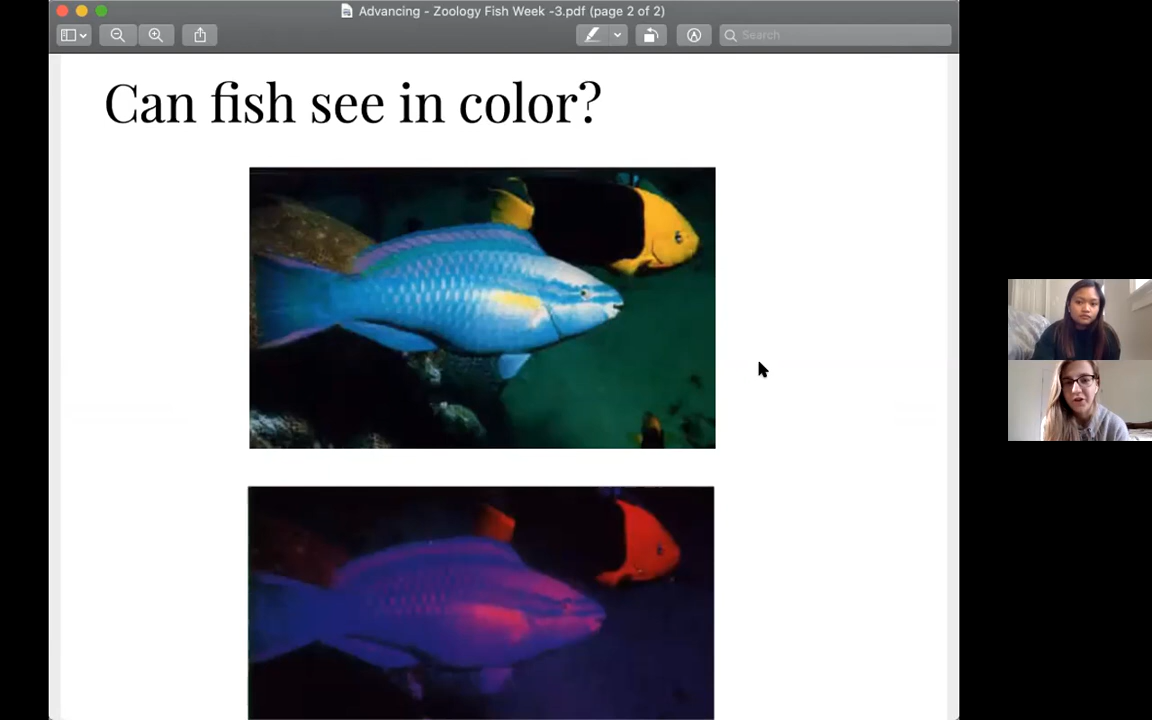 Advancing - Zoology Fish Week -3.pdf (page 2 of 2)
Search
Can fish see in color?